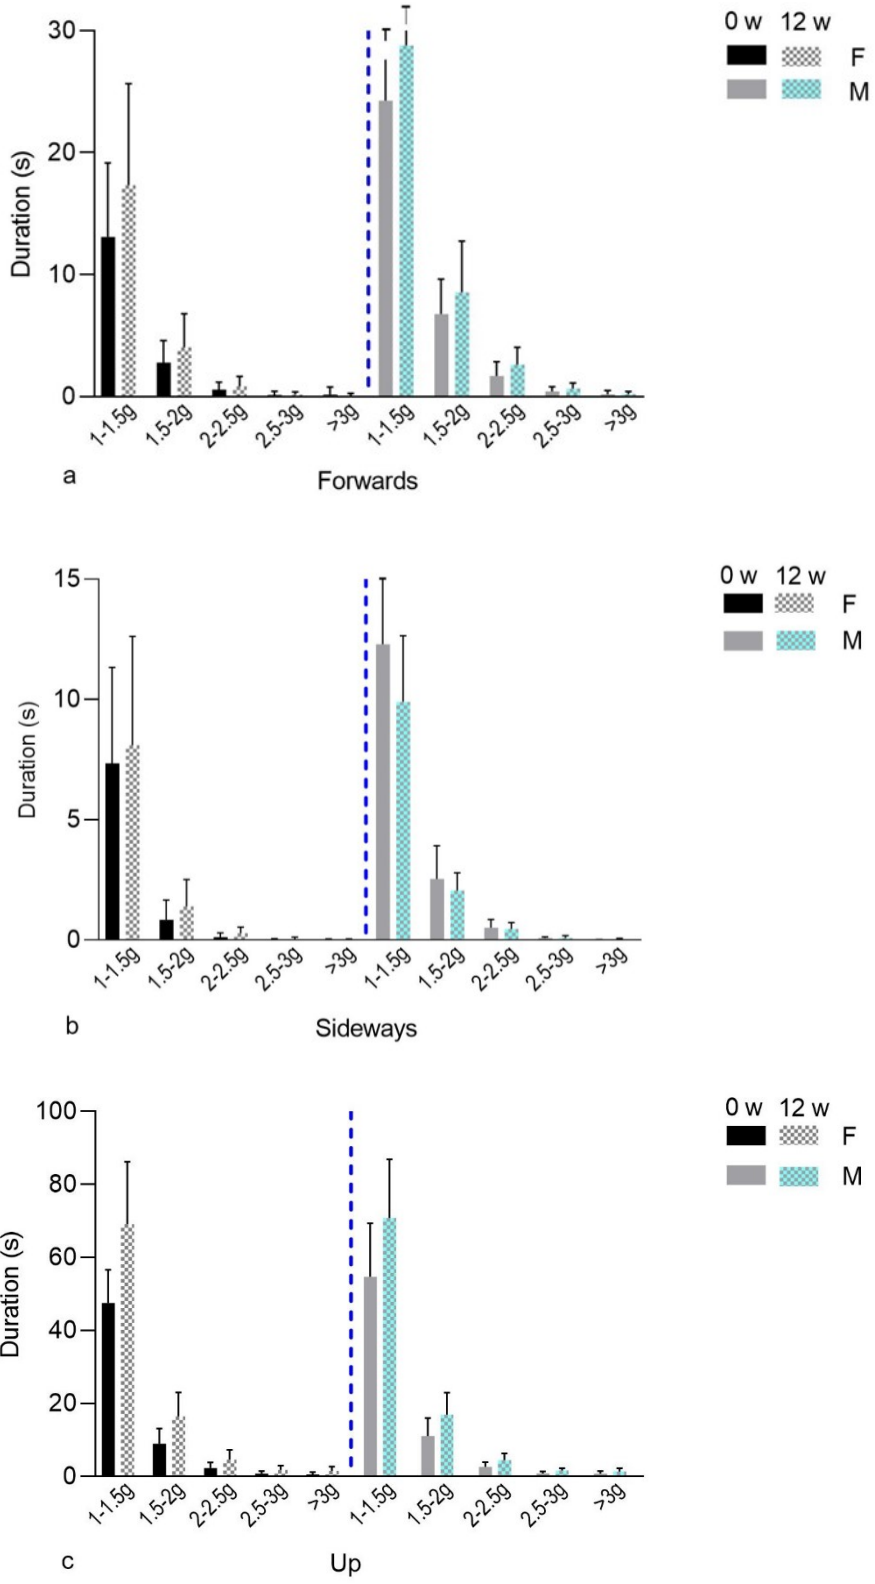 0 w 12 w
F
M
30
20
10
0
Duration (s)
1-1.5g 1.5-2g 2-2.5g 2.5-3g >3g 1-1.5g 1.5-2g 2-2.5g 2.5-3g >3g
a
Forwards
0 w 12 w
F
M
15
10
5
0
Duration (s)
1-1.5g 1.5-2g 2-2.5g 2.5-3g >3g 1-1.5g 1.5-2g 2-2.5g 2.5-3g >3g
b
Sideways
0 w 12 w
F
M
100
80
60
40
20
0
Duration (s)
1-1.5g 1.5-2g 2-2.5g 2.5-3g >3g 1-1.5g 1.5-2g 2-2.5g 2.5-3g >3g
c
Up